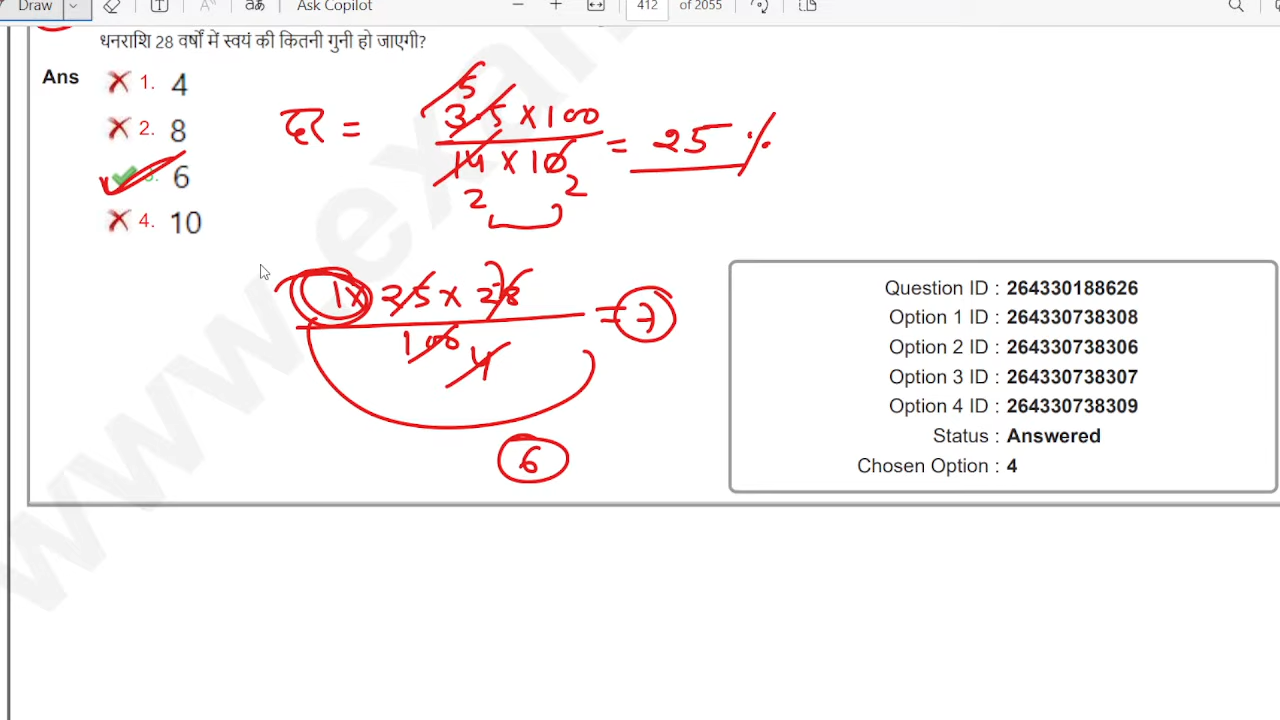 Draw
Ask Copilot
412 of 2055
धनराशि 28 वर्षों में स्वयं की कितनी गुनी हो जाएगी?
Ans
1. 4
2. 8
3. 6
4. 10
दर = 3.5 × 100 / 14 × 10 = 25 %
5
2 2
1 × 25 × 28 / 100 = 7
4
6
Question ID : 264330188626
Option 1 ID : 264330738308
Option 2 ID : 264330738306
Option 3 ID : 264330738307
Option 4 ID : 264330738309
Status : Answered
Chosen Option : 4